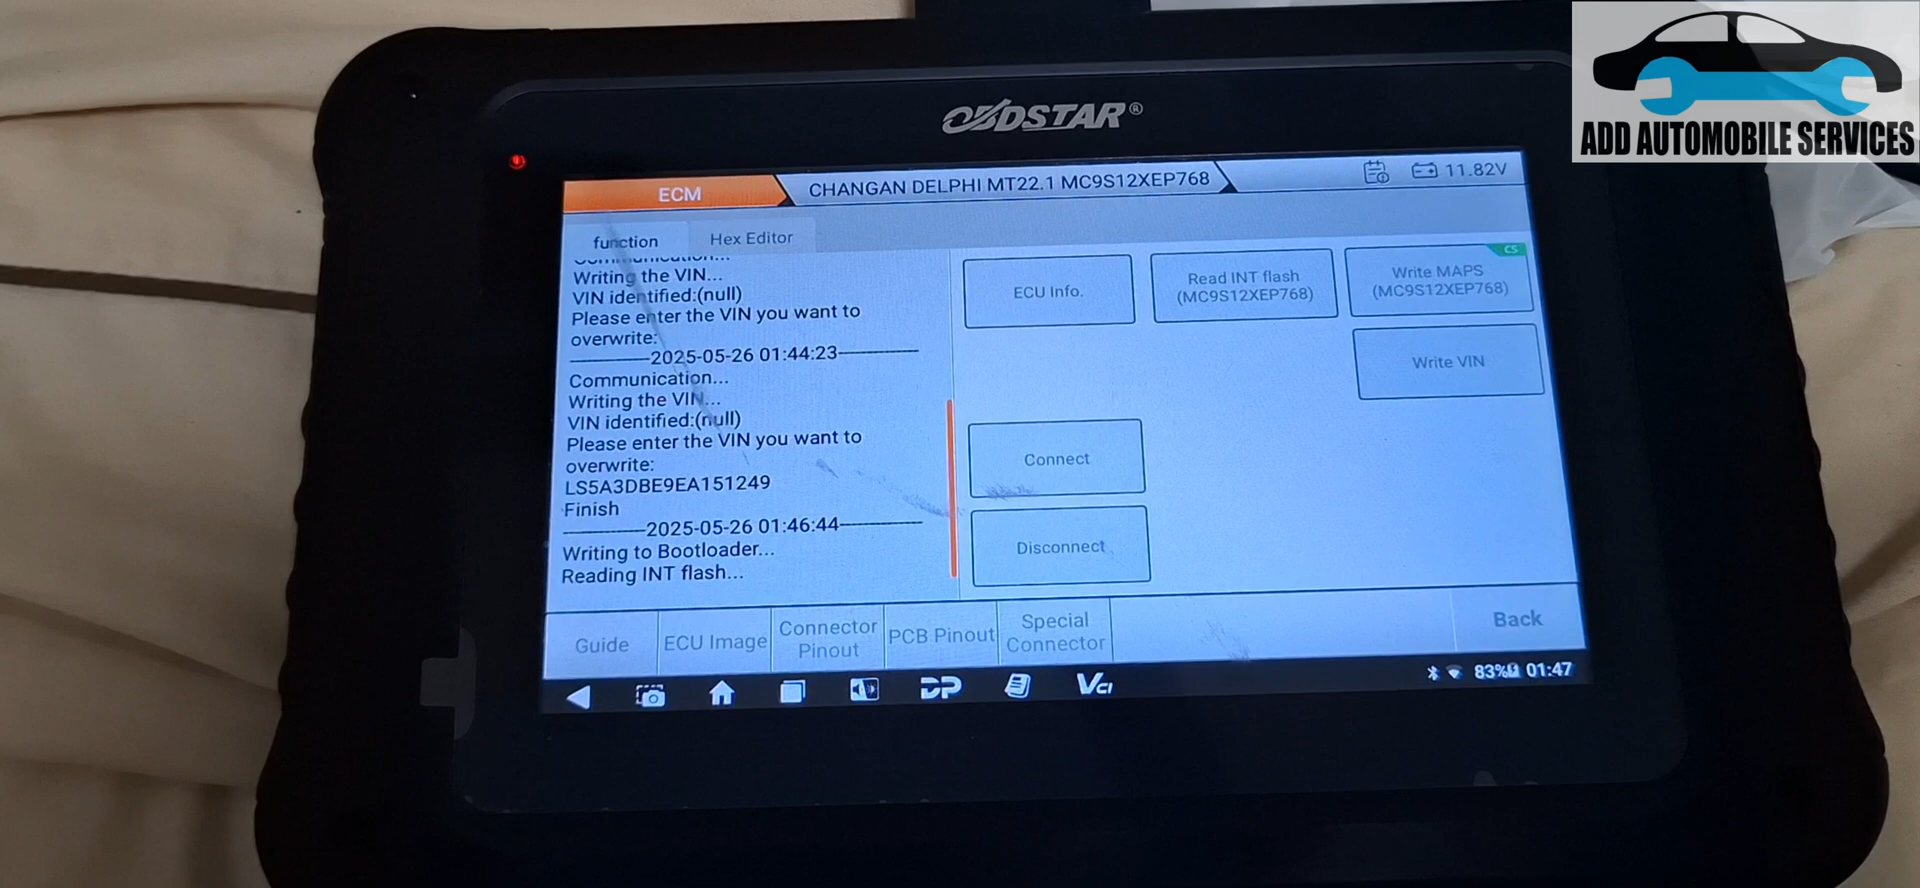 ADD AUTOMOBILE SERVICES
OBDSTAR®
ECM
CHANGAN DELPHI MT22.1 MC9S12XEP768
11.82V
function
Hex Editor
Communication...
Writing the VIN...
VIN identified:(null)
Please enter the VIN you want to
overwrite:
2025-05-26 01:44:23
Communication...
Writing the VIN...
VIN identified:(null)
Please enter the VIN you want to
overwrite:
LS5A3DBE9EA151249
Finish
2025-05-26 01:46:44
Writing to Bootloader...
Reading INT flash...
ECU Info.
Read INT flash
(MC9S12XEP768)
CS
Write MAPS
(MC9S12XEP768)
Write VIN
Connect
Disconnect
Guide
ECU Image
Connector
Pinout
PCB Pinout
Special
Connector
Back
DP
VCI
83%
01:47